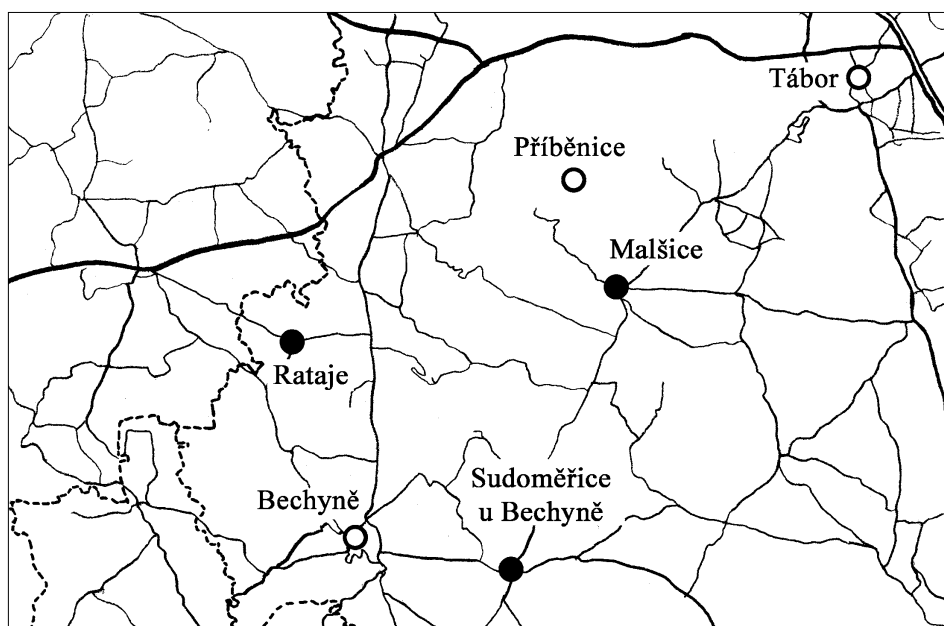 Tábor
Příběnice
Malšice
Rataje
Sudoměřice
u Bechyně
Bechyně